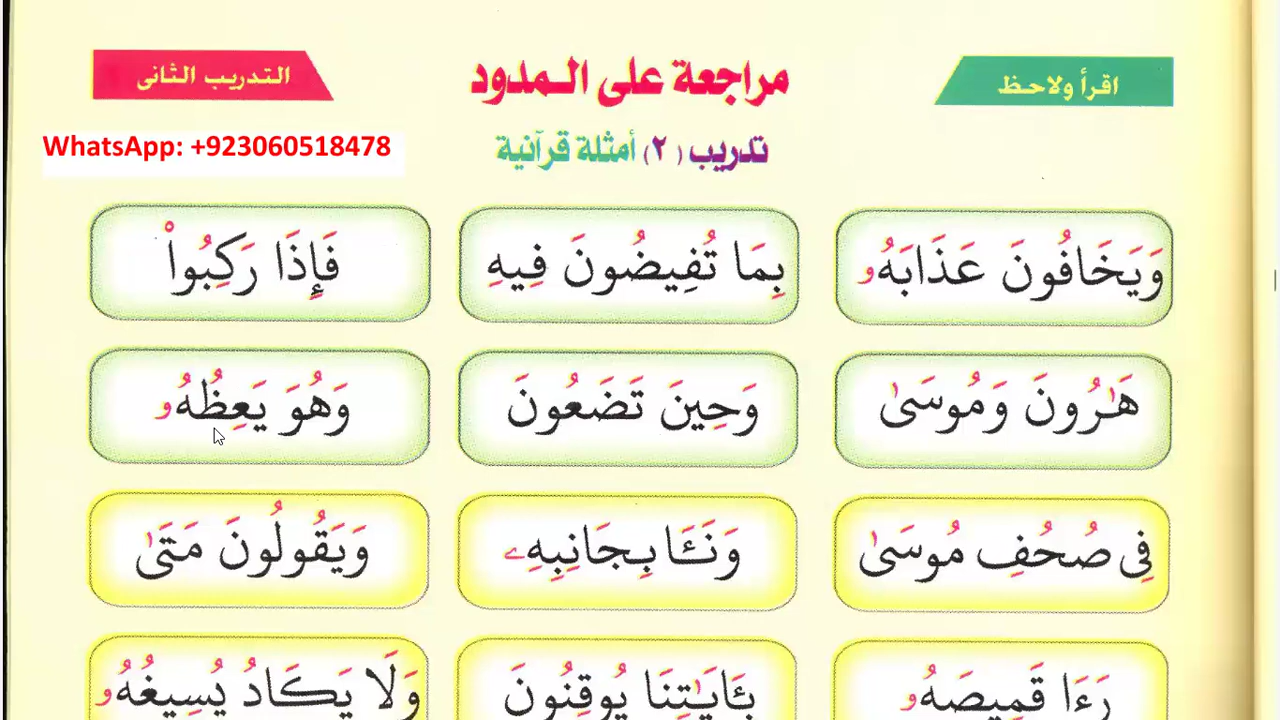 اقرأ ولاحظ
مراجعة على المدود
التدريب الثانى
WhatsApp: +923060518478
تدريب (٢) أمثلة قرآنية
وَيَخَافُونَ عَذَابَهُۥ
بِمَا تُفِيضُونَ فِيهِ
فَإِذَا رَكِبُوا۟
هَـٰرُونَ وَمُوسَىٰ
وَحِينَ تَضَعُونَ
وَهُوَ يَعِظُهُۥ
فِى صُحُفِ مُوسَىٰ
وَنَـَٔا بِجَانِبِهِۦ
وَيَقُولُونَ مَتَىٰ
رَءَا قَمِيصَهُۥ
بِـَٔايَـٰتِنَا يُوقِنُونَ
وَلَا يَكَادُ يُسِيغُهُۥ